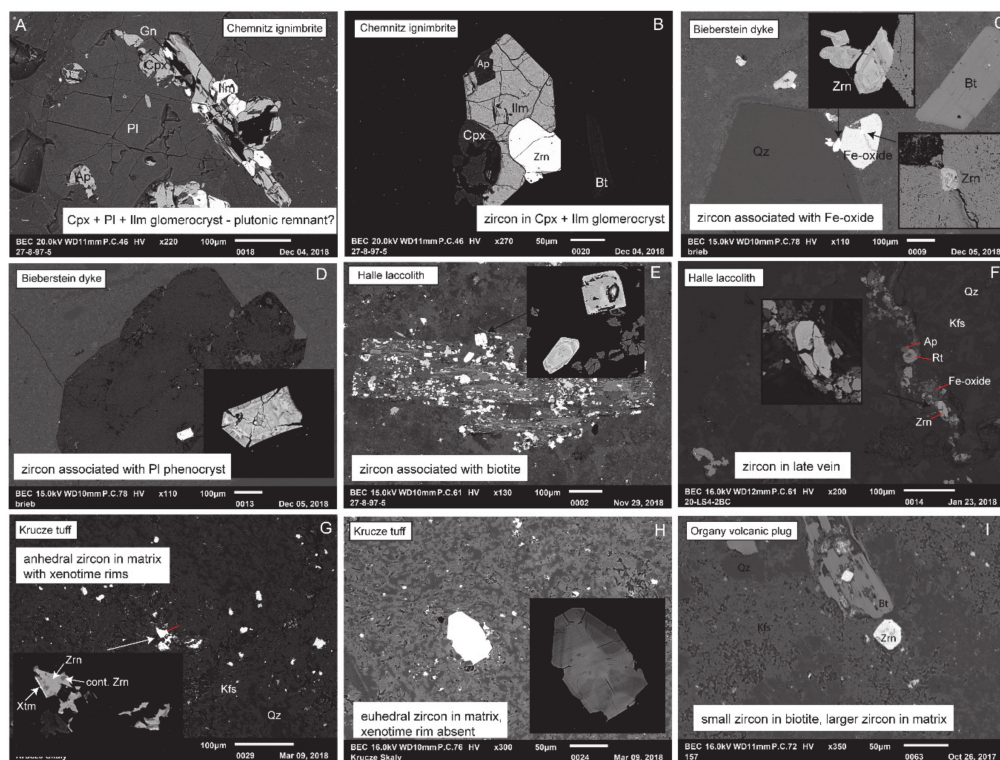 A
Chemnitz ignimbrite
Gn
Cpx
Ilm
Pl
Ap
Cpx + Pl + Ilm glomerocryst - plutonic remnant?
BEC 20.0kV WD11mm P.C.46 HV x220 100µm 0018 Dec 04, 2018
27-8-97-5
Chemnitz ignimbrite
B
Ap
Ilm
Cpx
Zrn
Bt
zircon in Cpx + Ilm glomerocryst
BEC 20.0kV WD11mm P.C.46 HV x270 50µm 0020 Dec 04, 2018
27-8-97-5
Bieberstein dyke
C
Zrn
Bt
Qz
Fe-oxide
Zrn
zircon associated with Fe-oxide
BEC 15.0kV WD10mm P.C.78 HV x110 100µm 0009 Dec 05, 2018
brieb
Bieberstein dyke
D
zircon associated with Pl phenocryst
BEC 15.0kV WD10mm P.C.78 HV x110 100µm 0013 Dec 05, 2018
brieb
Halle laccolith
E
zircon associated with biotite
BEC 15.0kV WD10mm P.C.61 HV x130 100µm 0002 Nov 29, 2018
27-8-97-5
Halle laccolith
F
Qz
Kfs
Ap
Rt
Fe-oxide
Zrn
zircon in late vein
BEC 16.0kV WD12mm P.C.61 HV x200 100µm 0014 Jan 23, 2018
20-LS4-2BC
Krucze tuff
G
anhedral zircon in matrix
with xenotime rims
Zrn
cont. Zrn
Xtm
Kfs
Qz
100µm 0029 Mar 09, 2018
Krucze Skaly
Krucze tuff
H
euhedral zircon in matrix,
xenotime rim absent
BEC 16.0kV WD10mm P.C.76 HV x300 50µm 0024 Mar 09, 2018
Krucze Skaly
Organy volcanic plug
I
Qz
Bt
Kfs
Zrn
small zircon in biotite, larger zircon in matrix
BEC 16.0kV WD11mm P.C.72 HV x350 50µm 0063 Oct 26, 2017
157